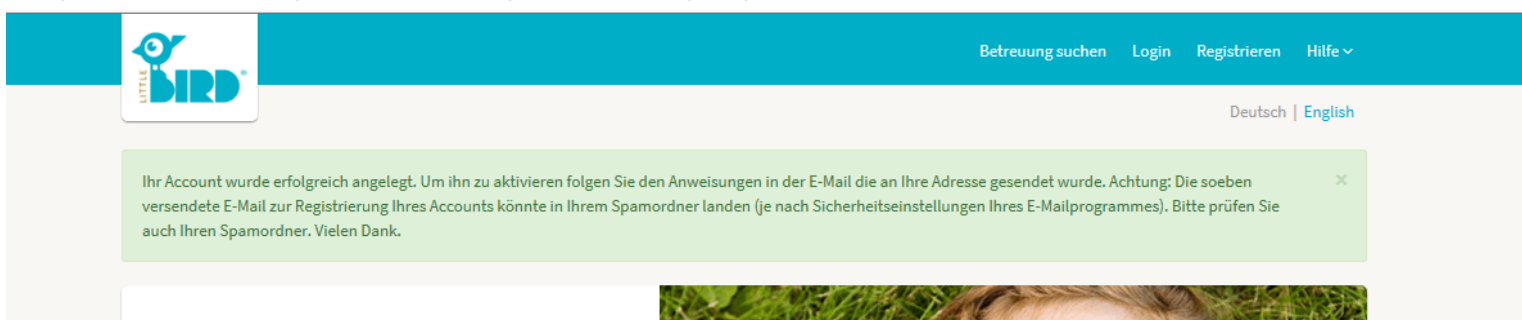 LITTLE BIRD®
Betreuung suchen Login Registrieren Hilfe
Deutsch | English
Ihr Account wurde erfolgreich angelegt. Um ihn zu aktivieren folgen Sie den Anweisungen in der E-Mail die an Ihre Adresse gesendet wurde. Achtung: Die soeben
versendete E-Mail zur Registrierung Ihres Accounts könnte in Ihrem Spamordner landen (je nach Sicherheitseinstellungen Ihres E-Mailprogrammes). Bitte prüfen Sie
auch Ihren Spamordner. Vielen Dank.